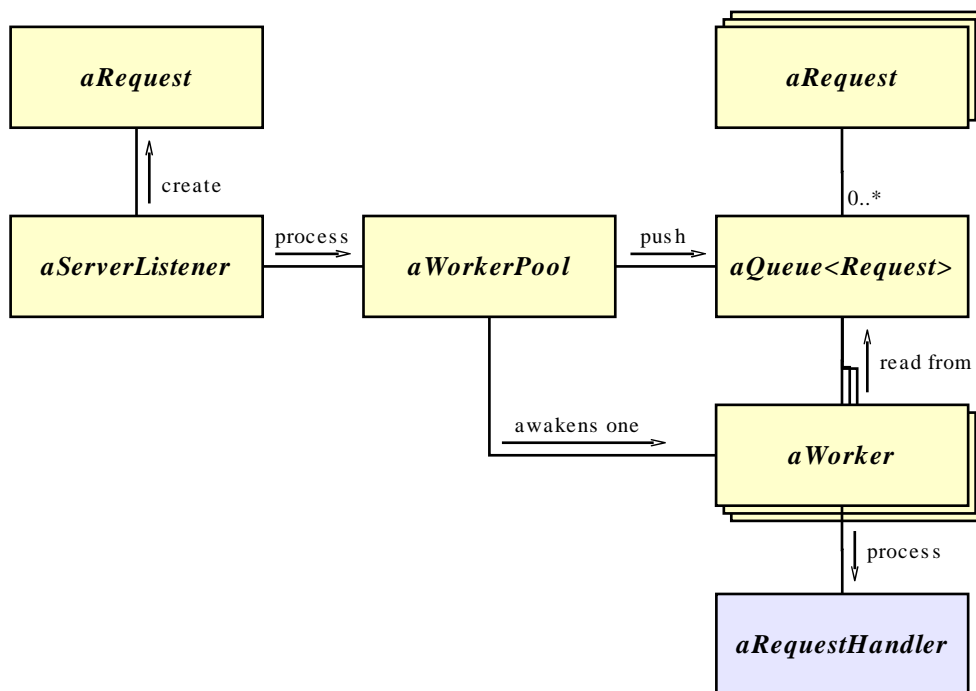 aRequest
aRequest
create
0..*
aServerListener
process
aWorkerPool
push
aQueue<Request>
read from
awakens one
aWorker
process
aRequestHandler